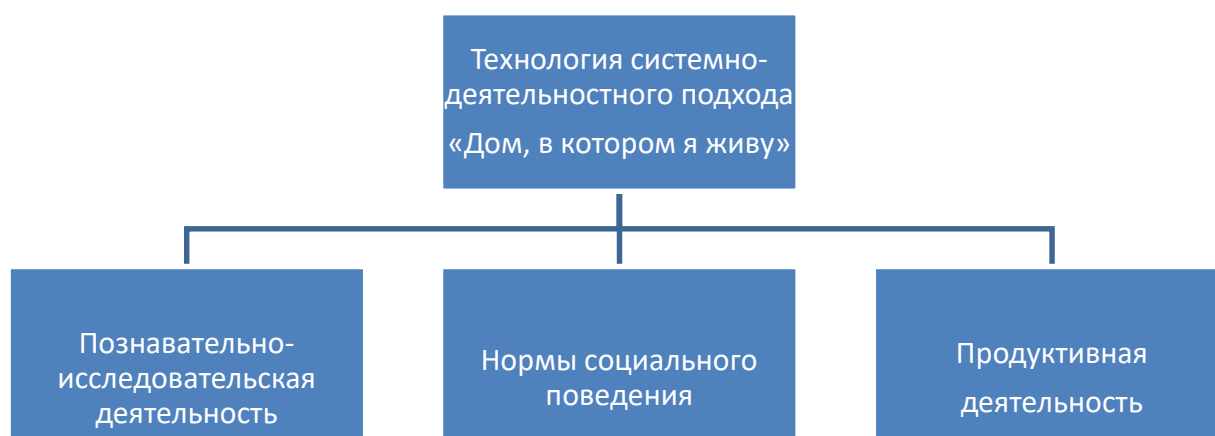 Технология системно-
деятельностного подхода
«Дом, в котором я живу»
Познавательно-
исследовательская
деятельность
Нормы социального
поведения
Продуктивная
деятельность